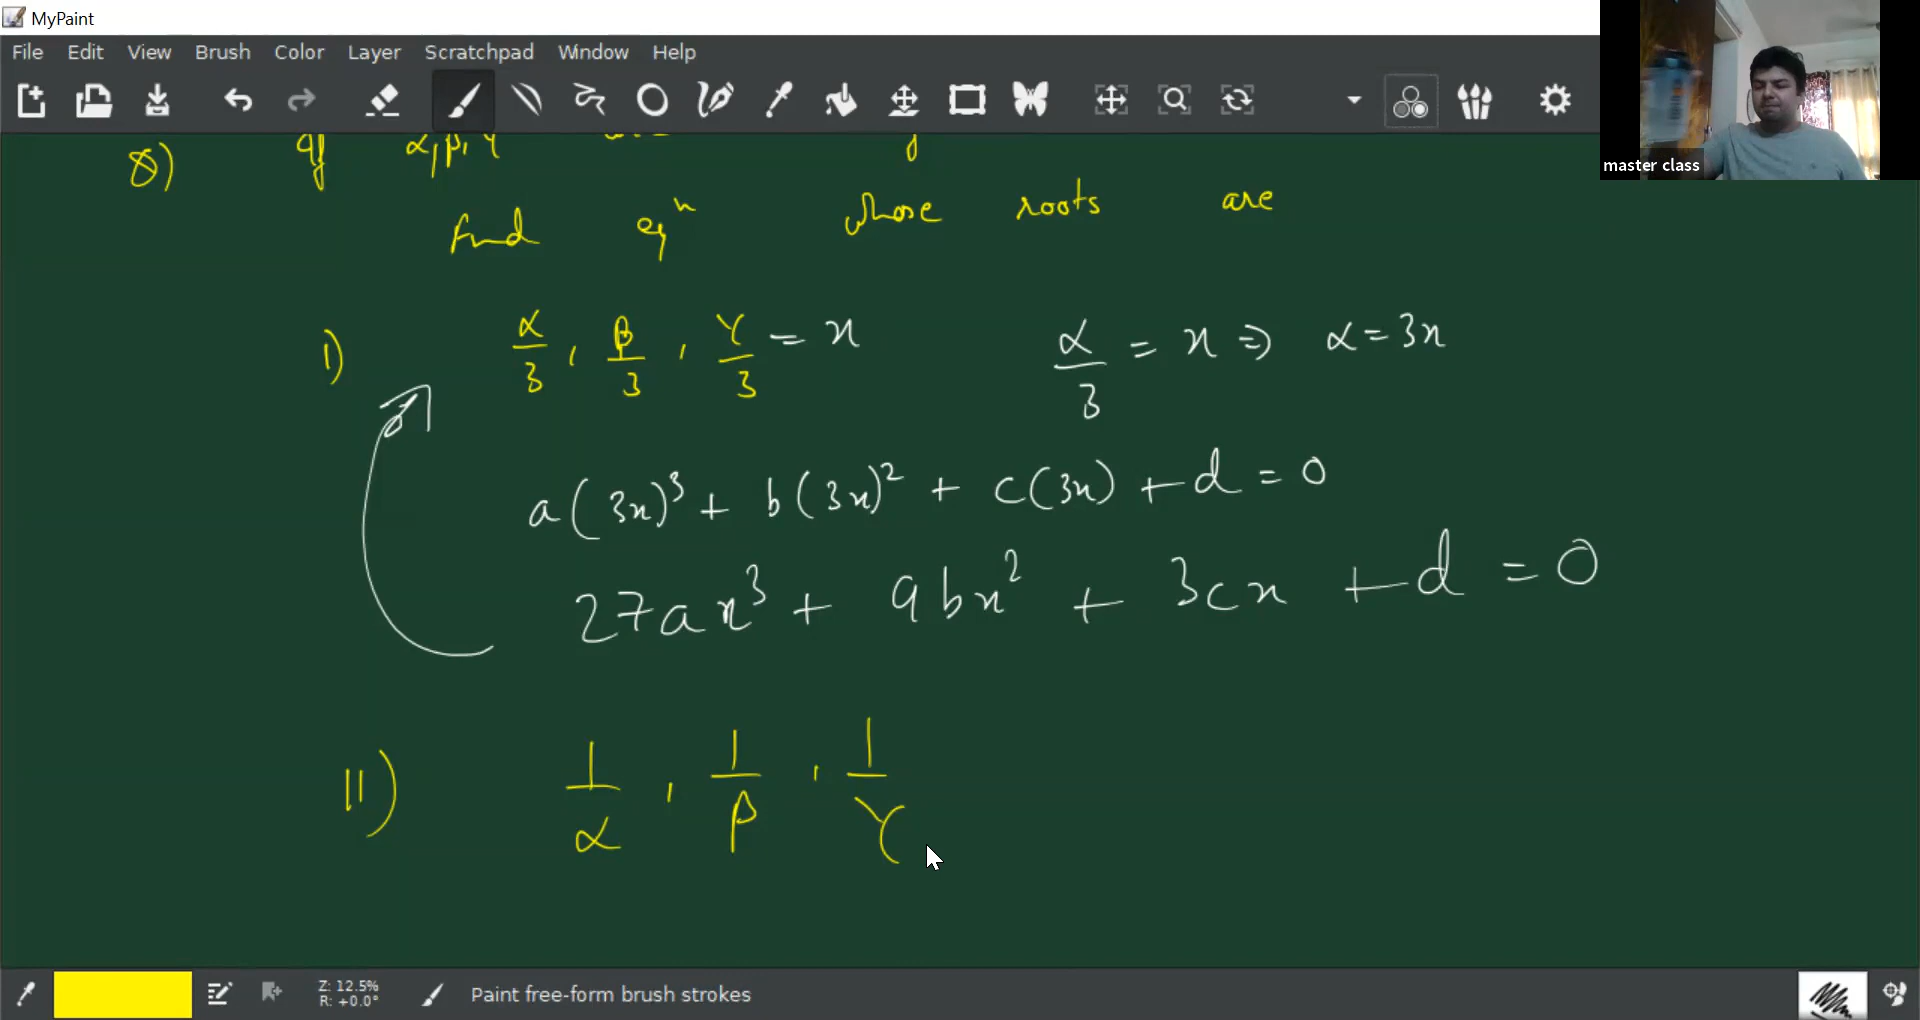 MyPaint
File Edit View Brush Color Layer Scratchpad Window Help
master class
Q) If α, β, γ
find eqⁿ whose roots are
I) α/3 , β/3 , γ/3 = x α/3 = x ⇒ α = 3x
a(3x)³ + b(3x)² + c(3x) + d = 0
27ax³ + 9bx² + 3cx + d = 0
II) 1/α , 1/β , 1/γ
Z: 12.5%
R: +0.0°
Paint free-form brush strokes